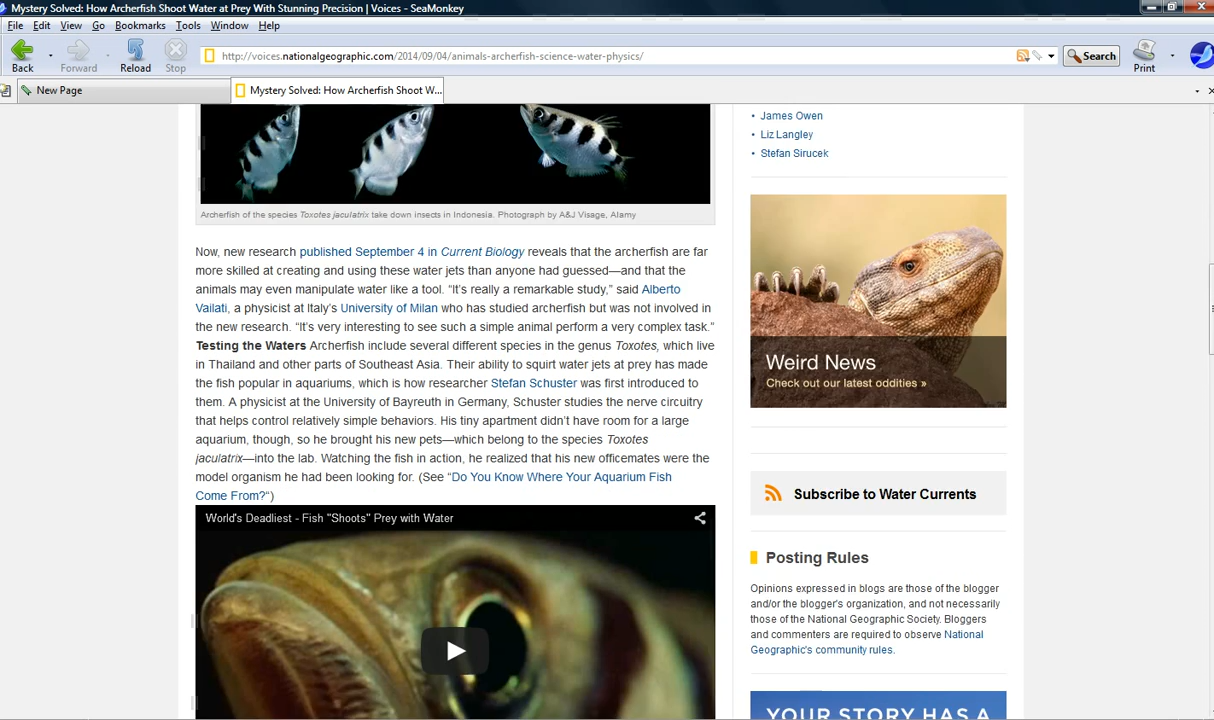 Mystery Solved: How Archerfish Shoot Water at Prey With Stunning Precision | Voices - SeaMonkey
File Edit View Go Bookmarks Tools Window Help
Back Forward Reload Stop
http://voices.nationalgeographic.com/2014/09/04/animals-archerfish-science-water-physics/
Search
Print
New Page
Mystery Solved: How Archerfish Shoot W...
Archerfish of the species Toxotes jaculatrix take down insects in Indonesia. Photograph by A&J Visage, Alamy
Now, new research published September 4 in Current Biology reveals that the archerfish are far
more skilled at creating and using these water jets than anyone had guessed—and that the
animals may even manipulate water like a tool. “It’s really a remarkable study,” said Alberto
Vailati, a physicist at Italy’s University of Milan who has studied archerfish but was not involved in
the new research. “It’s very interesting to see such a simple animal perform a very complex task.”
Testing the Waters Archerfish include several different species in the genus Toxotes, which live
in Thailand and other parts of Southeast Asia. Their ability to squirt water jets at prey has made
the fish popular in aquariums, which is how researcher Stefan Schuster was first introduced to
them. A physicist at the University of Bayreuth in Germany, Schuster studies the nerve circuitry
that helps control relatively simple behaviors. His tiny apartment didn’t have room for a large
aquarium, though, so he brought his new pets—which belong to the species Toxotes
jaculatrix—into the lab. Watching the fish in action, he realized that his new officemates were the
model organism he had been looking for. (See “Do You Know Where Your Aquarium Fish
Come From?“)
World's Deadliest - Fish "Shoots" Prey with Water
• James Owen
• Liz Langley
• Stefan Sirucek
Weird News
Check out our latest oddities »
Subscribe to Water Currents
Posting Rules
Opinions expressed in blogs are those of the blogger
and/or the blogger's organization, and not necessarily
those of the National Geographic Society. Bloggers
and commenters are required to observe National
Geographic's community rules.
YOUR STORY HAS A